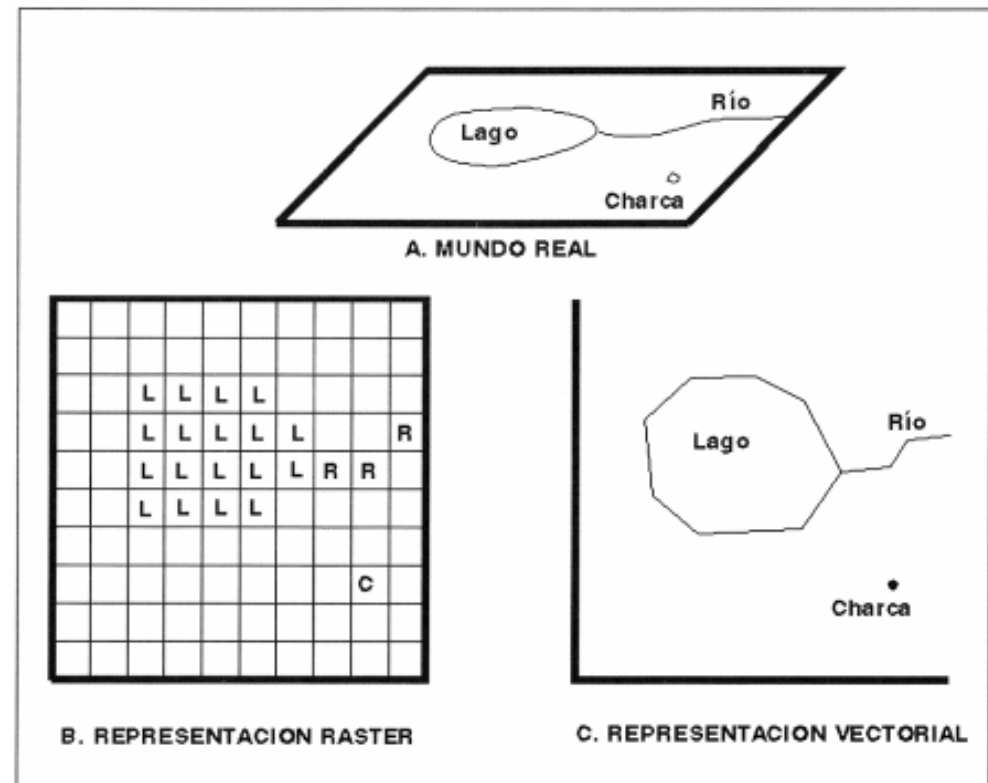 Río
Lago
Charca
A. MUNDO REAL
L L L L
L L L L L R
L L L L L R R
L L L L
C
B. REPRESENTACION RASTER
Río
Lago
Charca
C. REPRESENTACION VECTORIAL